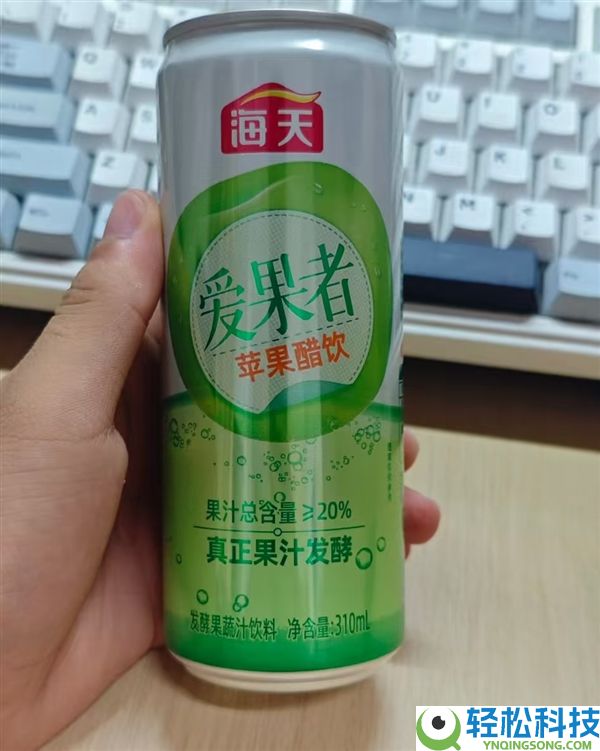 海天
爱果者
苹果醋饮
果汁总含量≥20%
真正果汁发酵
发酵果蔬汁饮料 净含量:310mL
轻松科技
YNQINGSONG.COM